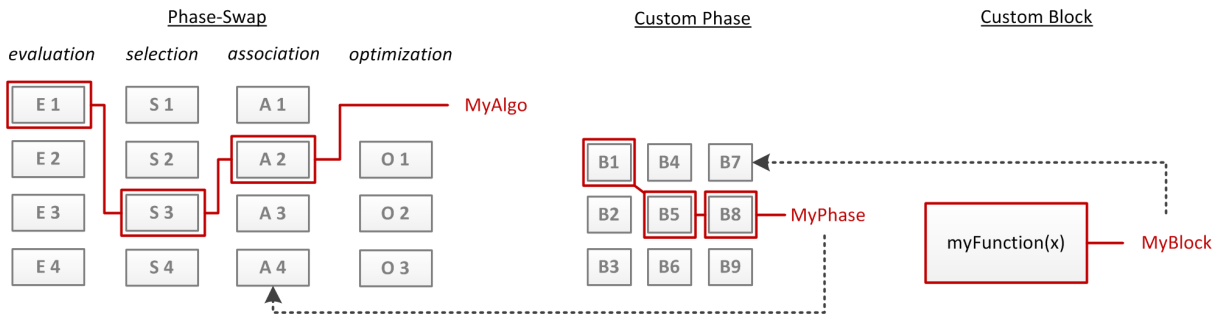 Phase-Swap
Custom Phase
Custom Block
evaluation selection association optimization
E 1 S 1 A 1 MyAlgo
E 2 S 2 A 2 O 1 B1 B4 B7
E 3 S 3 A 3 O 2 B2 B5 B8 MyPhase
myFunction(x) MyBlock
E 4 S 4 A 4 O 3 B3 B6 B9